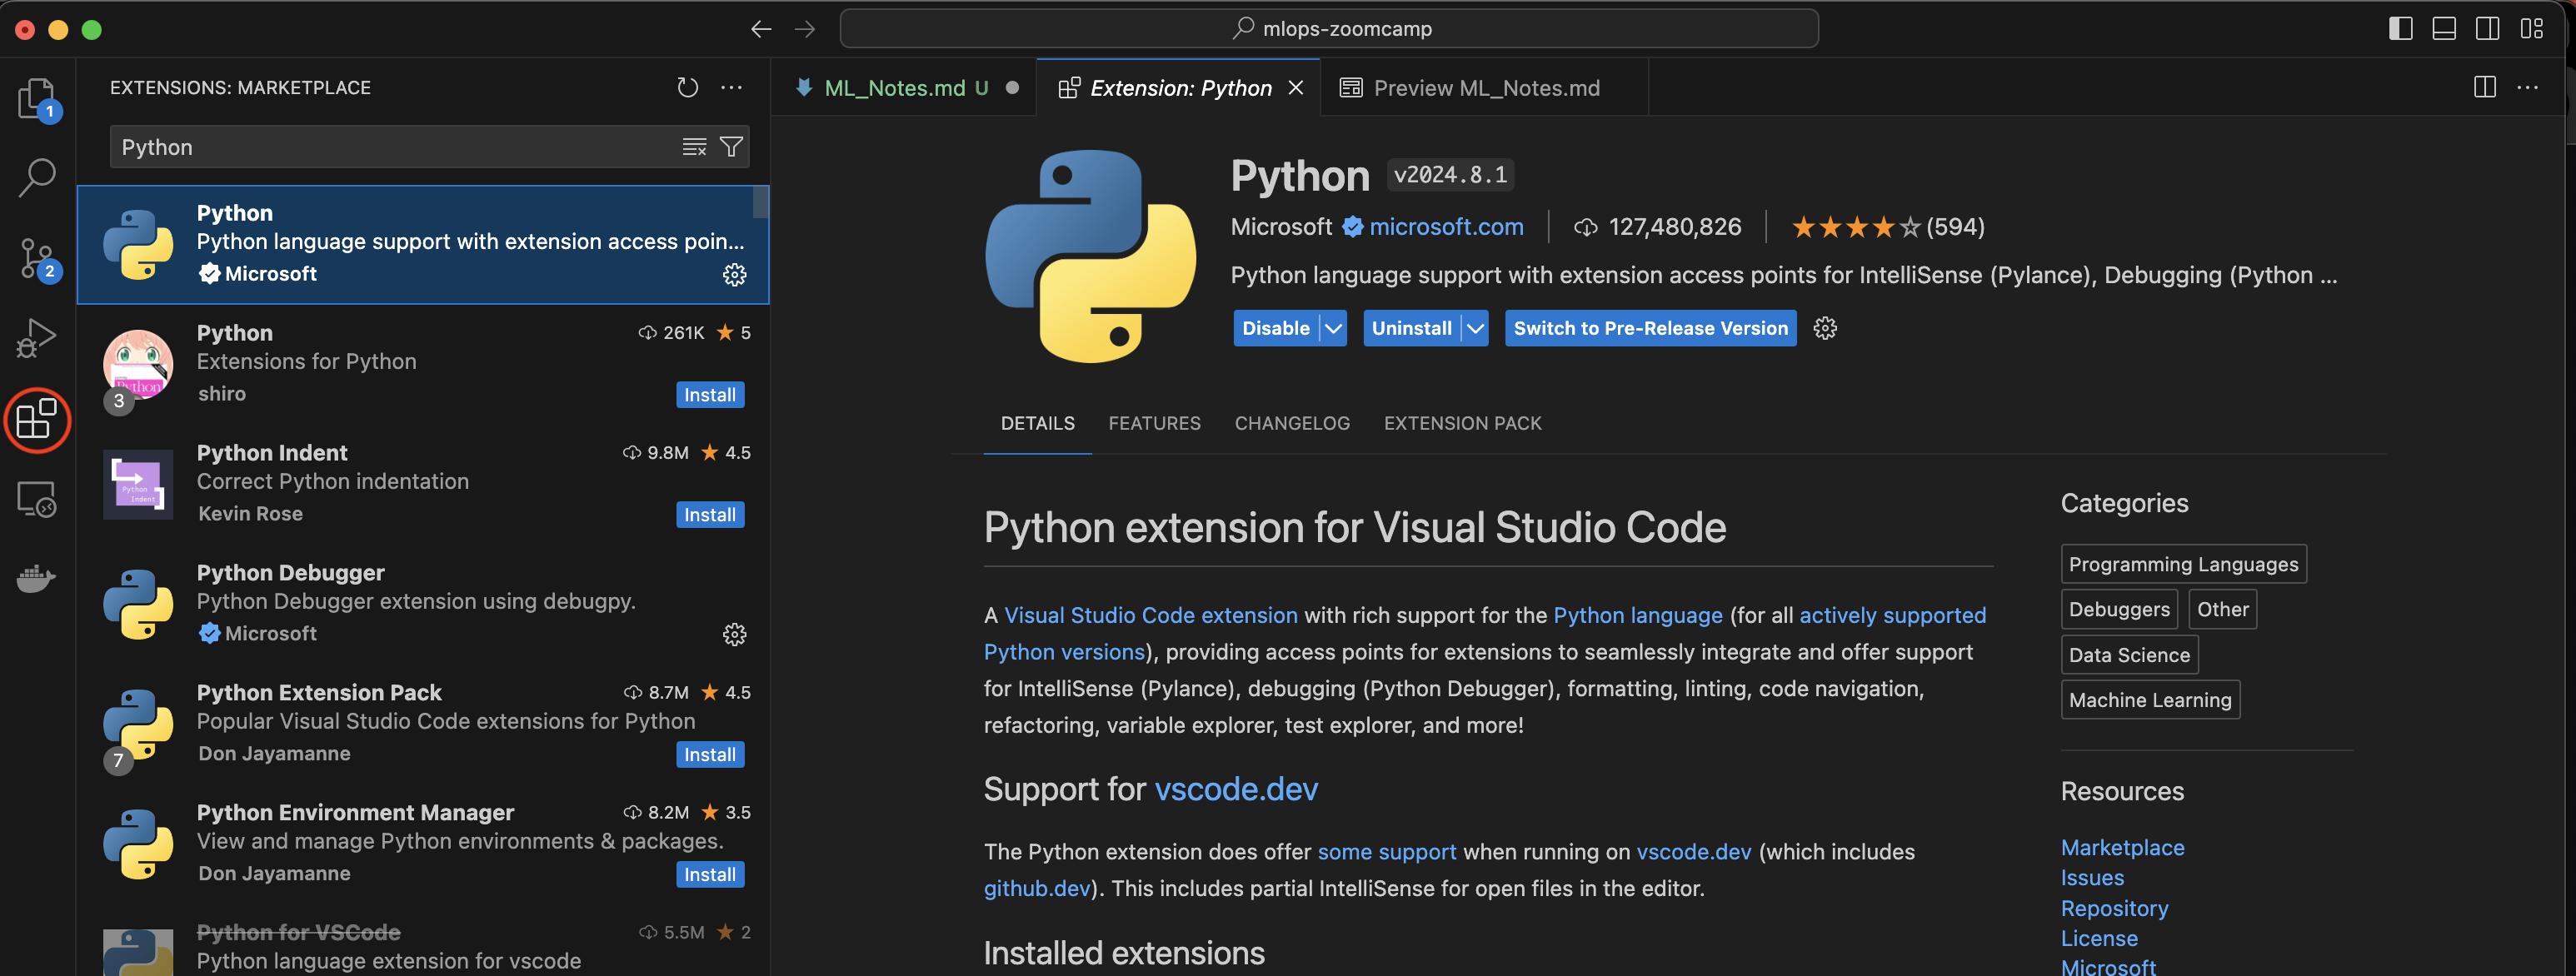 mlops-zoomcamp
1
2
EXTENSIONS: MARKETPLACE
Python
Python
Python language support with extension access poin...
Microsoft
Python 261K 5
Extensions for Python
Python
3
shiro Install
Python Indent 9.8M 4.5
Correct Python indentation
Python
Indent
Kevin Rose Install
Python Debugger
Python Debugger extension using debugpy.
Microsoft
Python Extension Pack 8.7M 4.5
Popular Visual Studio Code extensions for Python
7
Don Jayamanne Install
Python Environment Manager 8.2M 3.5
View and manage Python environments & packages.
Don Jayamanne Install
Python for VSCode 5.5M 2
Python language extension for vscode
ML_Notes.md U
Extension: Python
Preview ML_Notes.md
Python v2024.8.1
Microsoft microsoft.com 127,480,826 (594)
Python language support with extension access points for IntelliSense (Pylance), Debugging (Python ...
Disable Uninstall Switch to Pre-Release Version
DETAILS FEATURES CHANGELOG EXTENSION PACK
Python extension for Visual Studio Code
A Visual Studio Code extension with rich support for the Python language (for all actively supported
Python versions), providing access points for extensions to seamlessly integrate and offer support
for IntelliSense (Pylance), debugging (Python Debugger), formatting, linting, code navigation,
refactoring, variable explorer, test explorer, and more!
Support for vscode.dev
The Python extension does offer some support when running on vscode.dev (which includes
github.dev). This includes partial IntelliSense for open files in the editor.
Installed extensions
Categories
Programming Languages
Debuggers Other
Data Science
Machine Learning
Resources
Marketplace
Issues
Repository
License
Microsoft